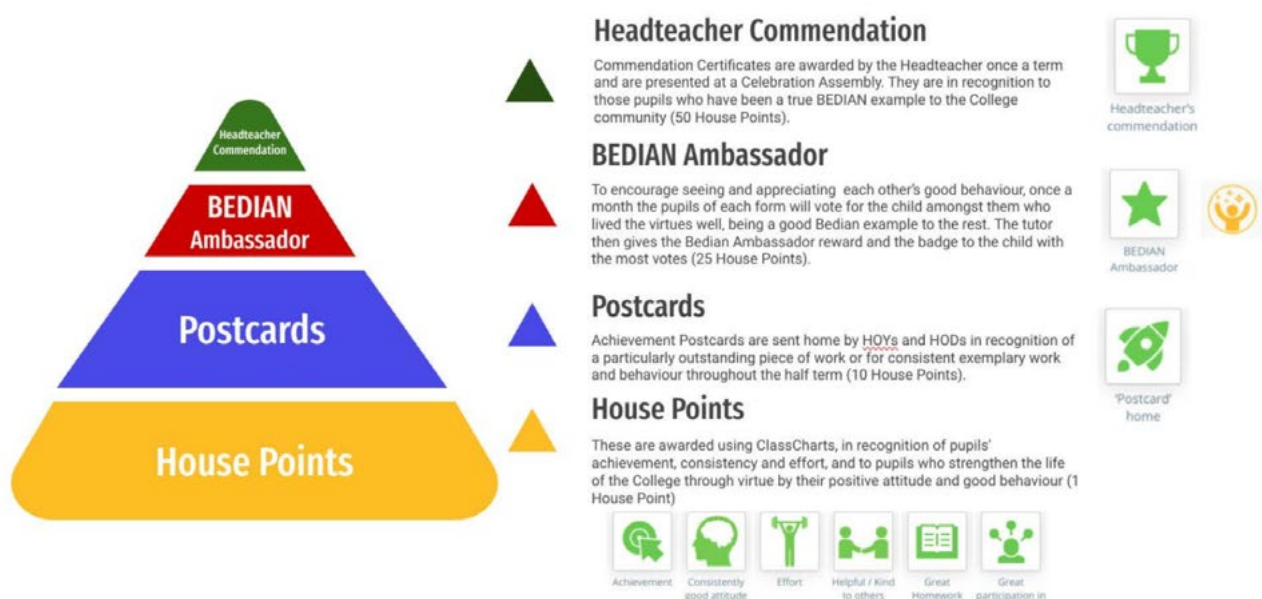 Headteacher
Commendation
BEDIAN
Ambassador
Postcards
House Points
Headteacher Commendation
Commendation Certificates are awarded by the Headteacher once a term
and are presented at a Celebration Assembly. They are in recognition to
those pupils who have been a true BEDIAN example to the College
community (50 House Points).
BEDIAN Ambassador
To encourage seeing and appreciating each other's good behaviour, once a
month the pupils of each form will vote for the child amongst them who
lived the virtues well, being a good Bedian example to the rest. The tutor
then gives the Bedian Ambassador reward and the badge to the child with
the most votes (25 House Points).
Postcards
Achievement Postcards are sent home by HOYs and HODs in recognition of
a particularly outstanding piece of work or for consistent exemplary work
and behaviour throughout the half term (10 House Points).
House Points
These are awarded using ClassCharts, in recognition of pupils'
achievement, consistency and effort, and to pupils who strengthen the life
of the College through virtue by their positive attitude and good behaviour (1
House Point)
Headteacher's
commendation
BEDIAN
Ambassador
'Postcard'
home
Achievement
Consistently
good attitude
Effort
Helpful / Kind
to others
Great
Homework
Great
participation in